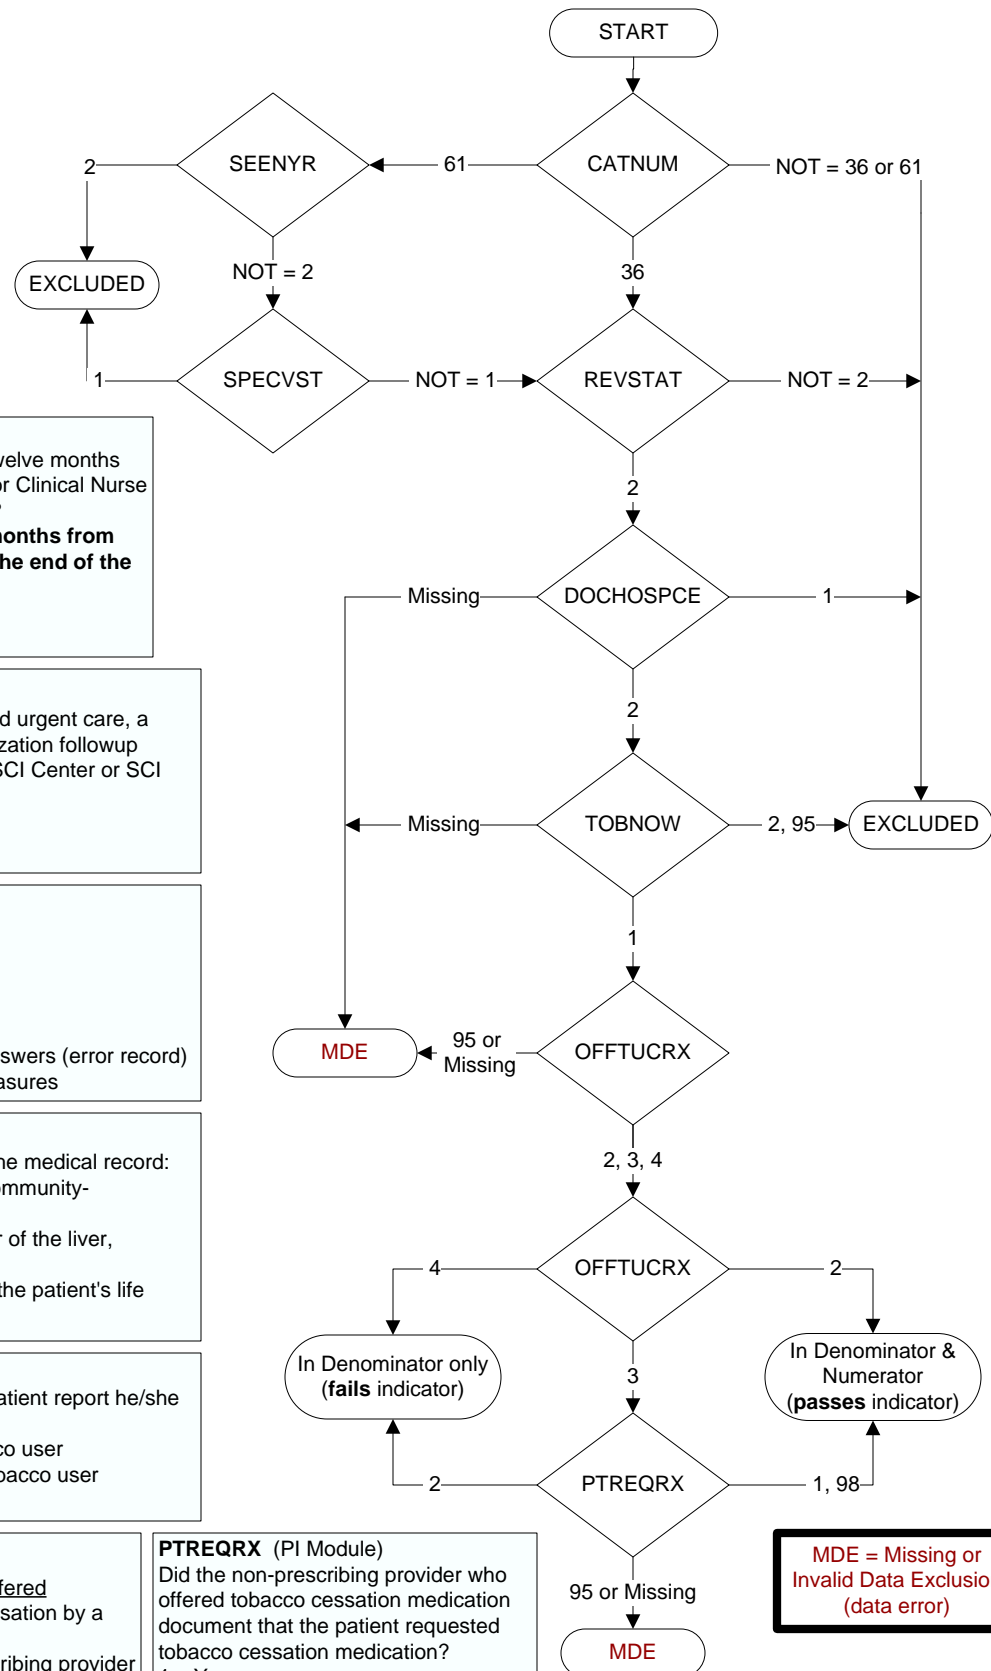 START
SEENYR
CATNUM
2
61
NOT = 36 or 61
EXCLUDED
NOT = 2
36
SPECVST
REVSTAT
1
NOT = 1
NOT = 2
2
welve months
or Clinical Nurse
months from
he end of the
DOCHOSPCE
Missing
1
2
d urgent care, a
zation followup
SCI Center or SCI
TOBNOW
Missing
2, 95
EXCLUDED
1
swers (error record)
asures
MDE
95 or
Missing
OFFTUCRX
2, 3, 4
he medical record:
ommunity-
r of the liver,
the patient's life
OFFTUCRX
4
2
In Denominator only
(fails indicator)
3
In Denominator &
Numerator
(passes indicator)
atient report he/she
co user
bacco user
PTREQRX
2
1, 98
95 or Missing
MDE
fered
sation by a
cribing provider
PTREQRX (PI Module)
Did the non-prescribing provider who
offered tobacco cessation medication
document that the patient requested
tobacco cessation medication?
MDE = Missing or
Invalid Data Exclusio
(data error)